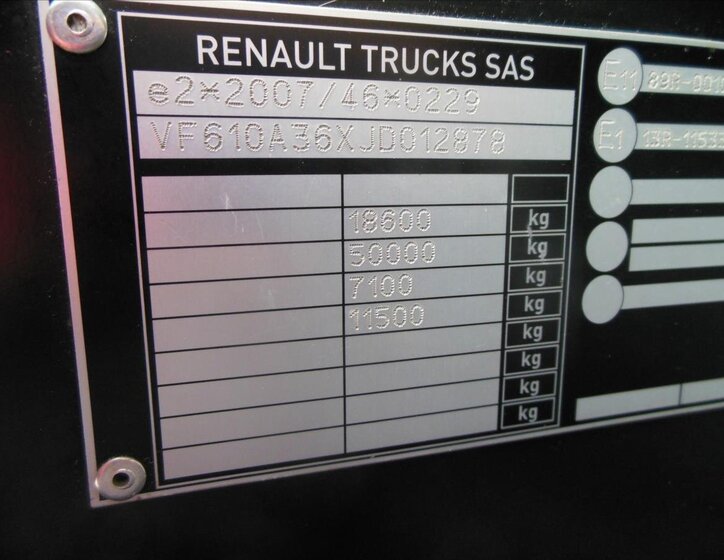 RENAULT TRUCKS SAS
e2*2007/46*0229
VF610A36XJD012878
18600 kg
50000 kg
7100 kg
11500 kg
kg
kg
kg
kg
E11
E1